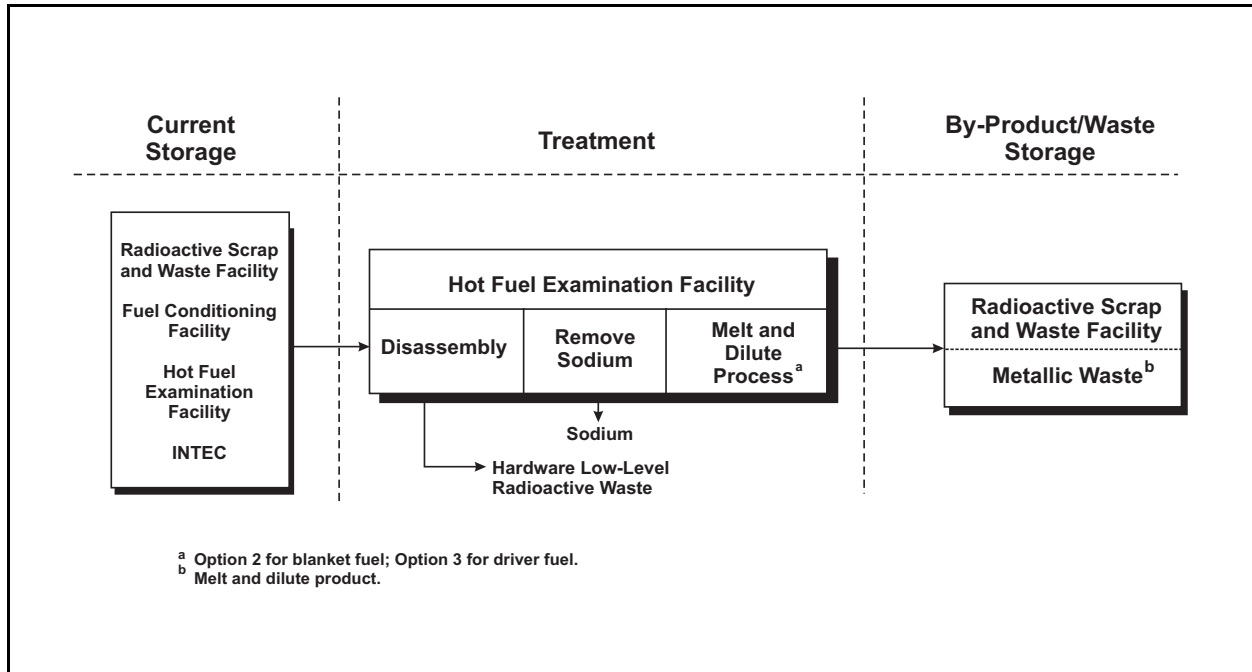 Current
Storage
Treatment
By-Product/Waste
Storage
Radioactive Scrap
and Waste Facility
Fuel Conditioning
Facility
Hot Fuel
Examination
Facility
INTEC
Hot Fuel Examination Facility
Disassembly
Remove
Sodium
Melt and
Dilute
Process a
Sodium
Hardware Low-Level
Radioactive Waste
Radioactive Scrap
and Waste Facility
Metallic Waste b
a Option 2 for blanket fuel; Option 3 for driver fuel.
b Melt and dilute product.